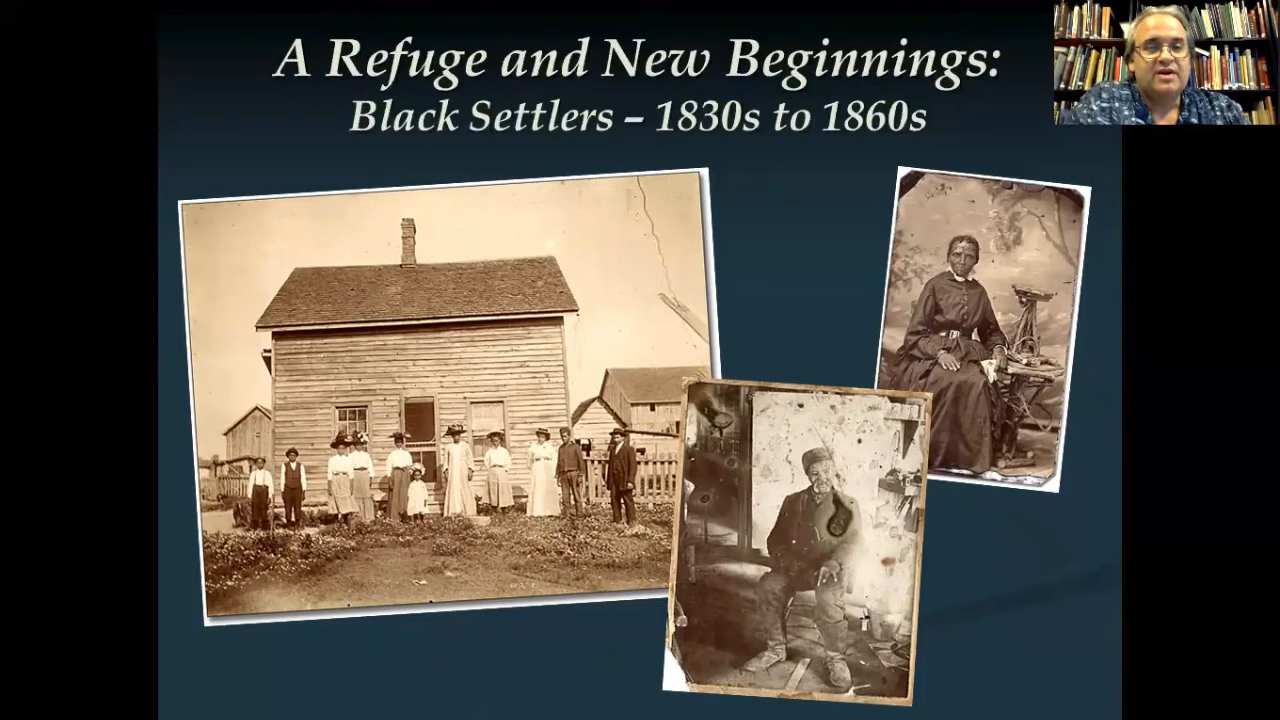 A Refuge and New Beginnings:
Black Settlers – 1830s to 1860s